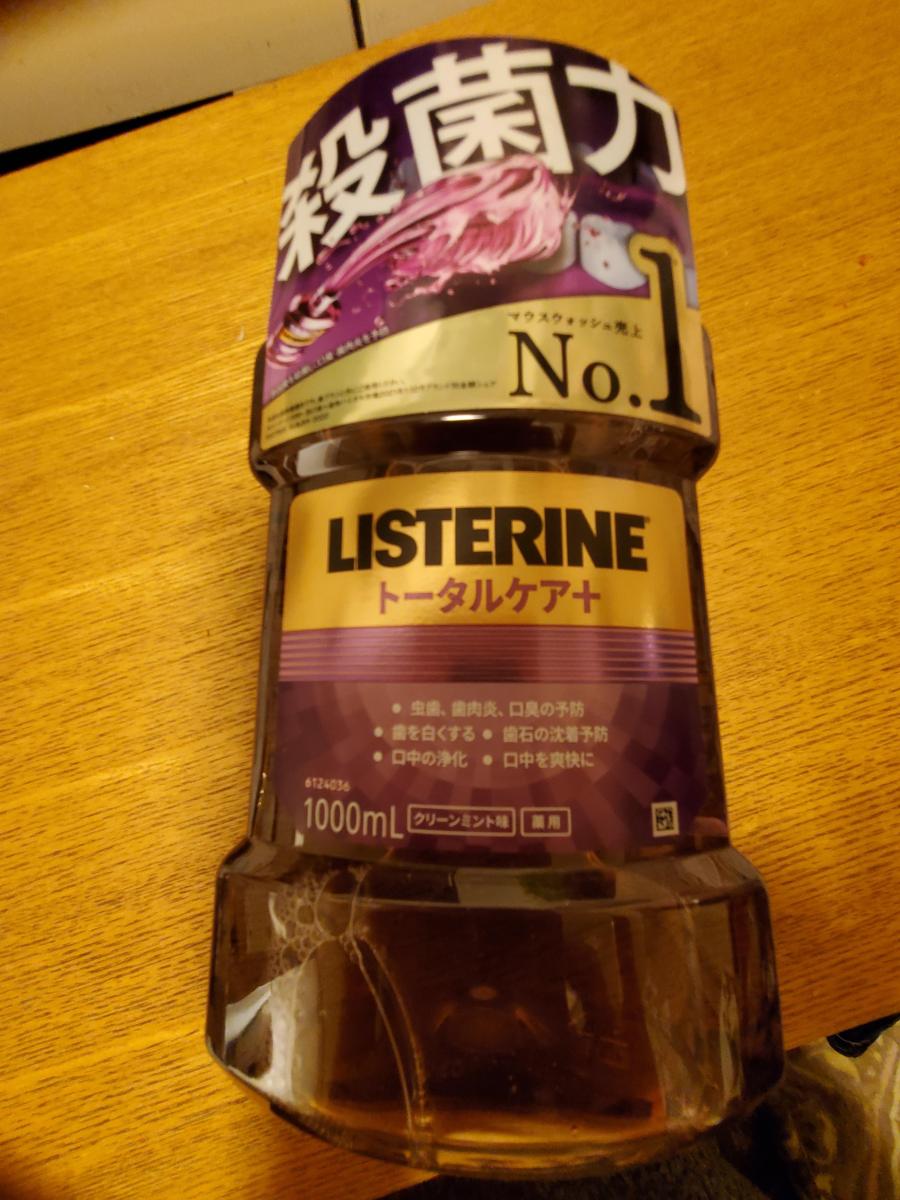 殺菌力
マウスウォッシュ売上
No.1
LISTERINE
トータルケア+
● 虫歯、歯肉炎、口臭の予防
● 歯を白くする ● 歯石の沈着予防
● 口中の浄化 ● 口中を爽快に
6124036
1000mL クリーンミント味 薬用